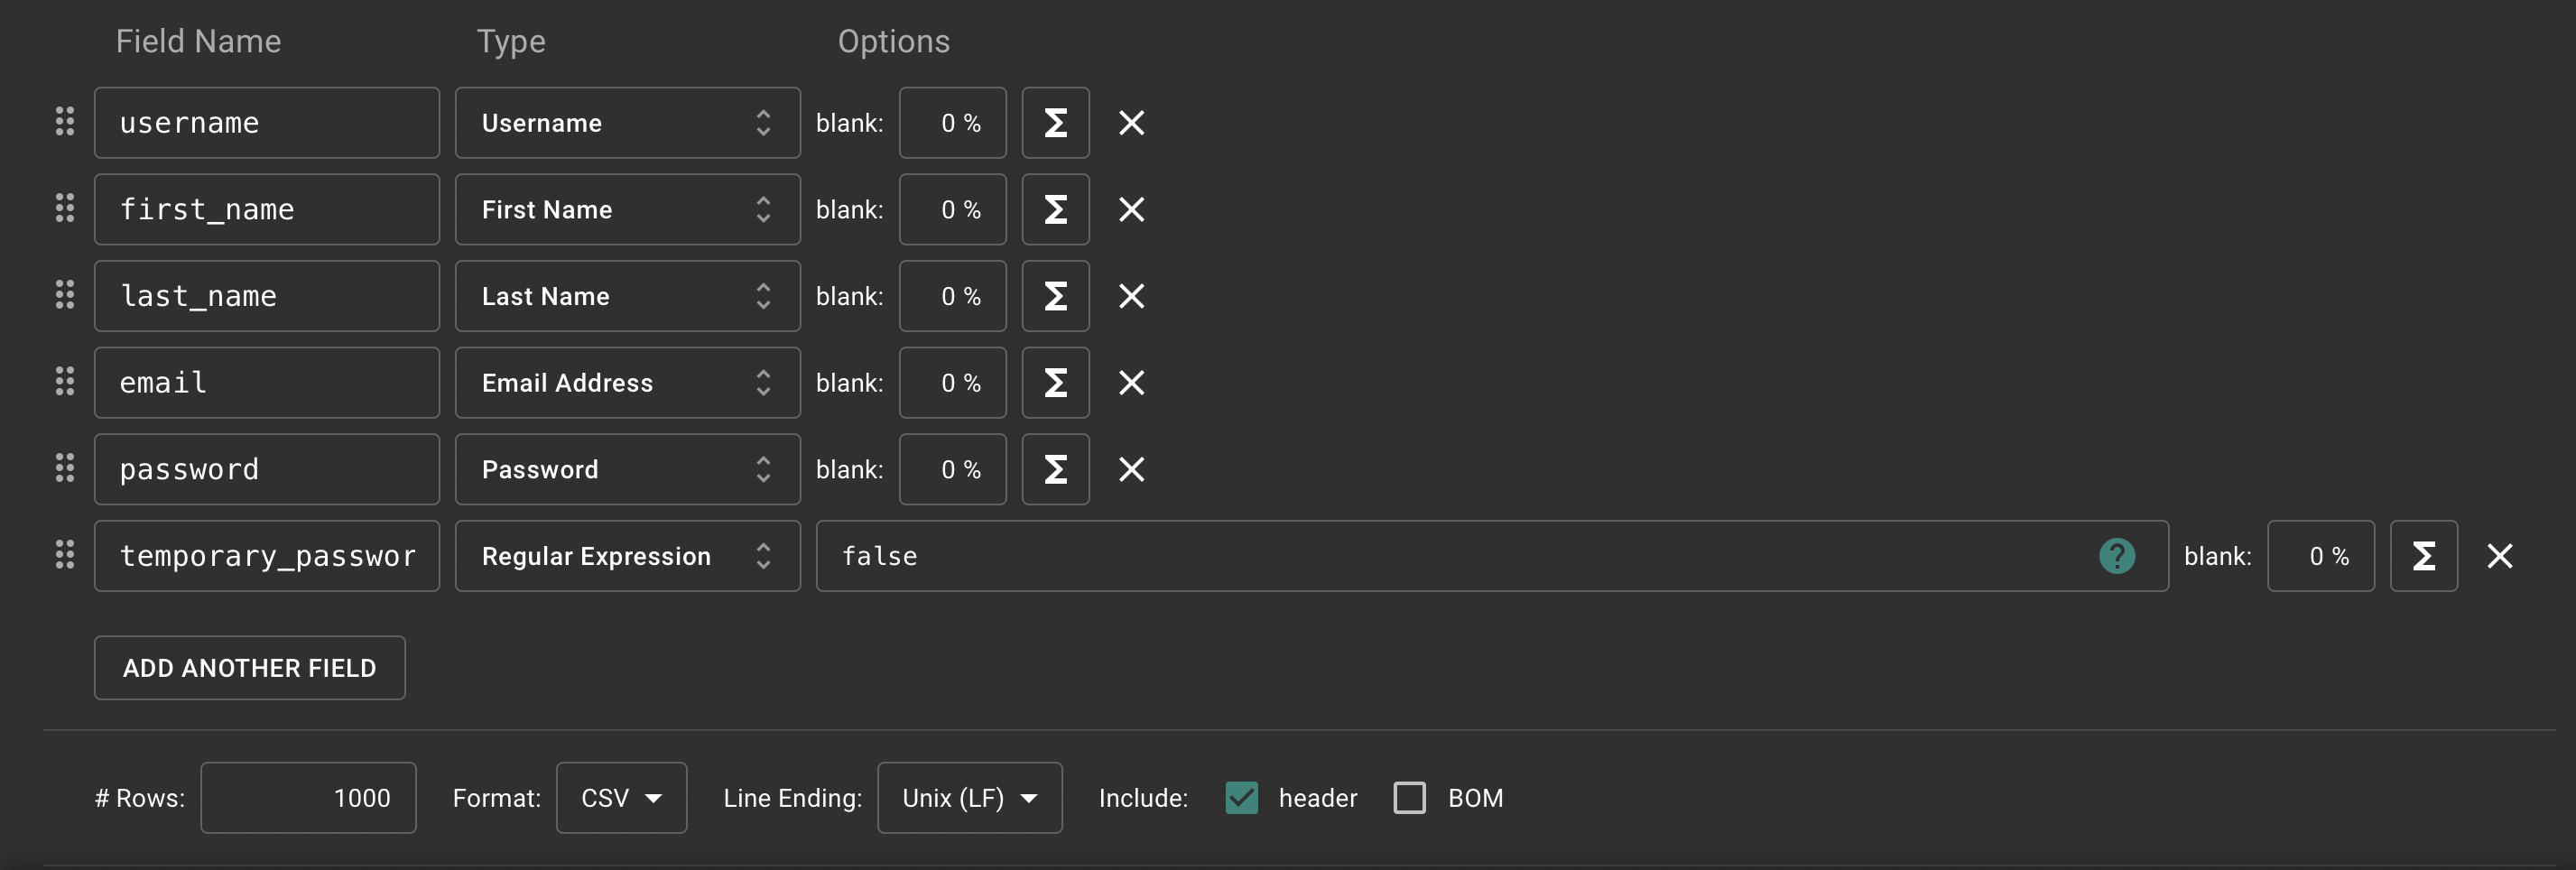 Field Name Type Options
username Username blank: 0 % Σ
first_name First Name blank: 0 % Σ
last_name Last Name blank: 0 % Σ
email Email Address blank: 0 % Σ
password Password blank: 0 % Σ
temporary_passwor Regular Expression false ? blank: 0 % Σ
ADD ANOTHER FIELD
# Rows: 1000 Format: CSV Line Ending: Unix (LF) Include: header BOM